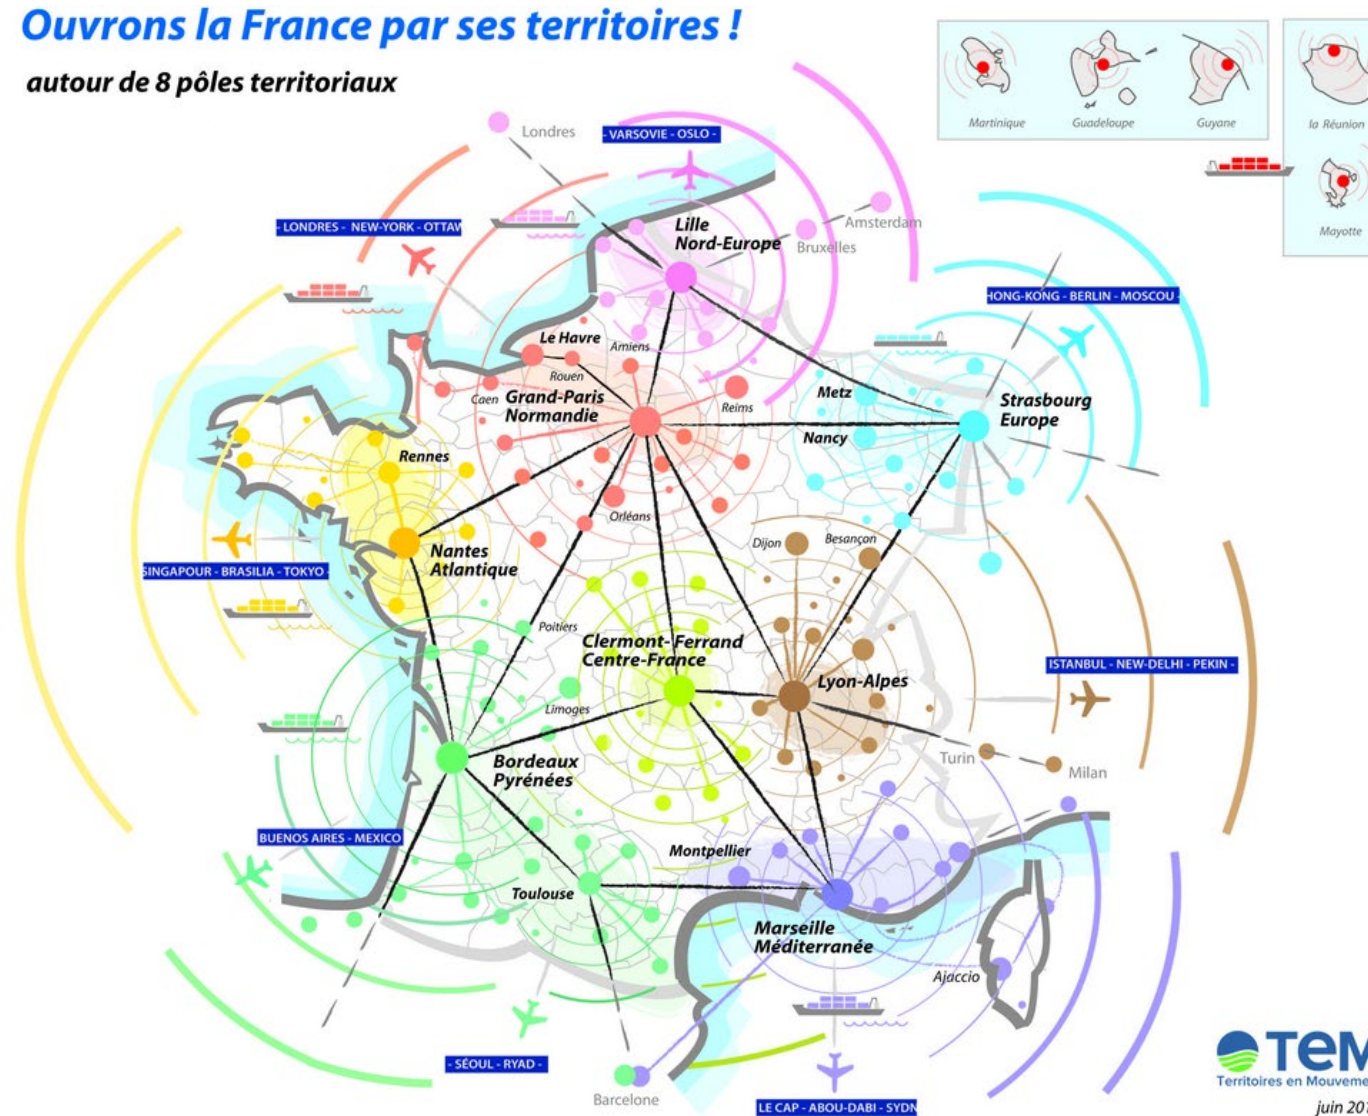 Ouvrons la France par ses territoires !
autour de 8 pôles territoriaux
Martinique
Guadeloupe
Guyane
la Réunion
Mayotte
Londres
- VARSOVIE - OSLO -
Amsterdam
Bruxelles
- LONDRES - NEW-YORK - OTTAW
Lille
Nord-Europe
HONG-KONG - BERLIN - MOSCOU -
Le Havre
Amiens
Rouen
Caen
Grand-Paris
Normandie
Reims
Metz
Nancy
Strasbourg
Europe
Rennes
Orléans
Nantes
Atlantique
Dijon
Besançon
SINGAPOUR - BRASILIA - TOKYO -
Poitiers
Clermont-Ferrand
Centre-France
Lyon-Alpes
ISTANBUL - NEW-DELHI - PEKIN -
Limoges
Bordeaux
Pyrénées
Turin
Milan
BUENOS AIRES - MEXICO
Montpellier
Toulouse
Marseille
Méditerranée
Ajaccio
- SÉOUL - RYAD -
Barcelone
LE CAP - ABOU-DABI - SYDN
TeM
Territoires en Mouveme
juin 20